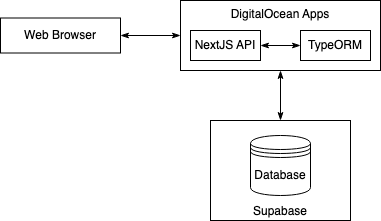 DigitalOcean Apps
Web Browser
NextJS API
TypeORM
Database
Supabase